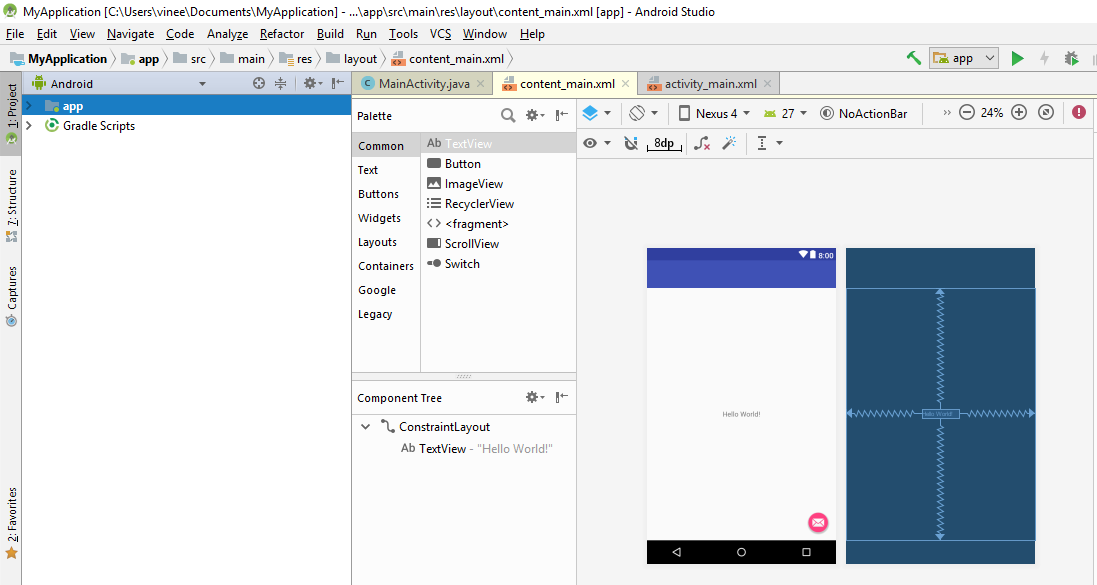 MyApplication [C:\Users\vinee\Documents\MyApplication] - ...\app\src\main\res\layout\content_main.xml [app] - Android Studio
File Edit View Navigate Code Analyze Refactor Build Run Tools VCS Window Help
MyApplication app src main res layout content_main.xml app
1: Project
7: Structure
Captures
2: Favorites
Android
app
Gradle Scripts
MainActivity.java content_main.xml activity_main.xml
Palette
Common
Text
Buttons
Widgets
Layouts
Containers
Google
Legacy
Ab TextView
Button
ImageView
RecyclerView
<fragment>
ScrollView
Switch
Component Tree
ConstraintLayout
Ab TextView - "Hello World!"
Nexus 4 27 NoActionBar 24%
8dp
8:00
Hello World!
Hello World!